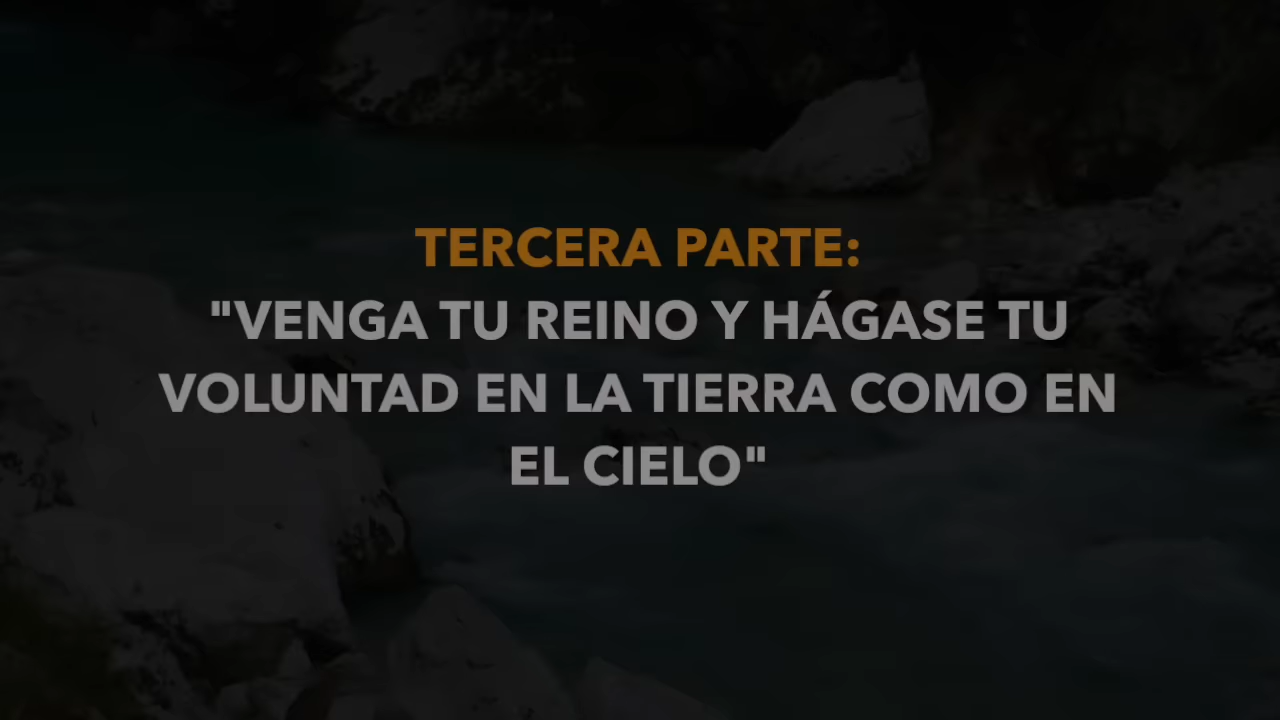 TERCERA PARTE:
"VENGA TU REINO Y HÁGASE TU
VOLUNTAD EN LA TIERRA COMO EN
EL CIELO"